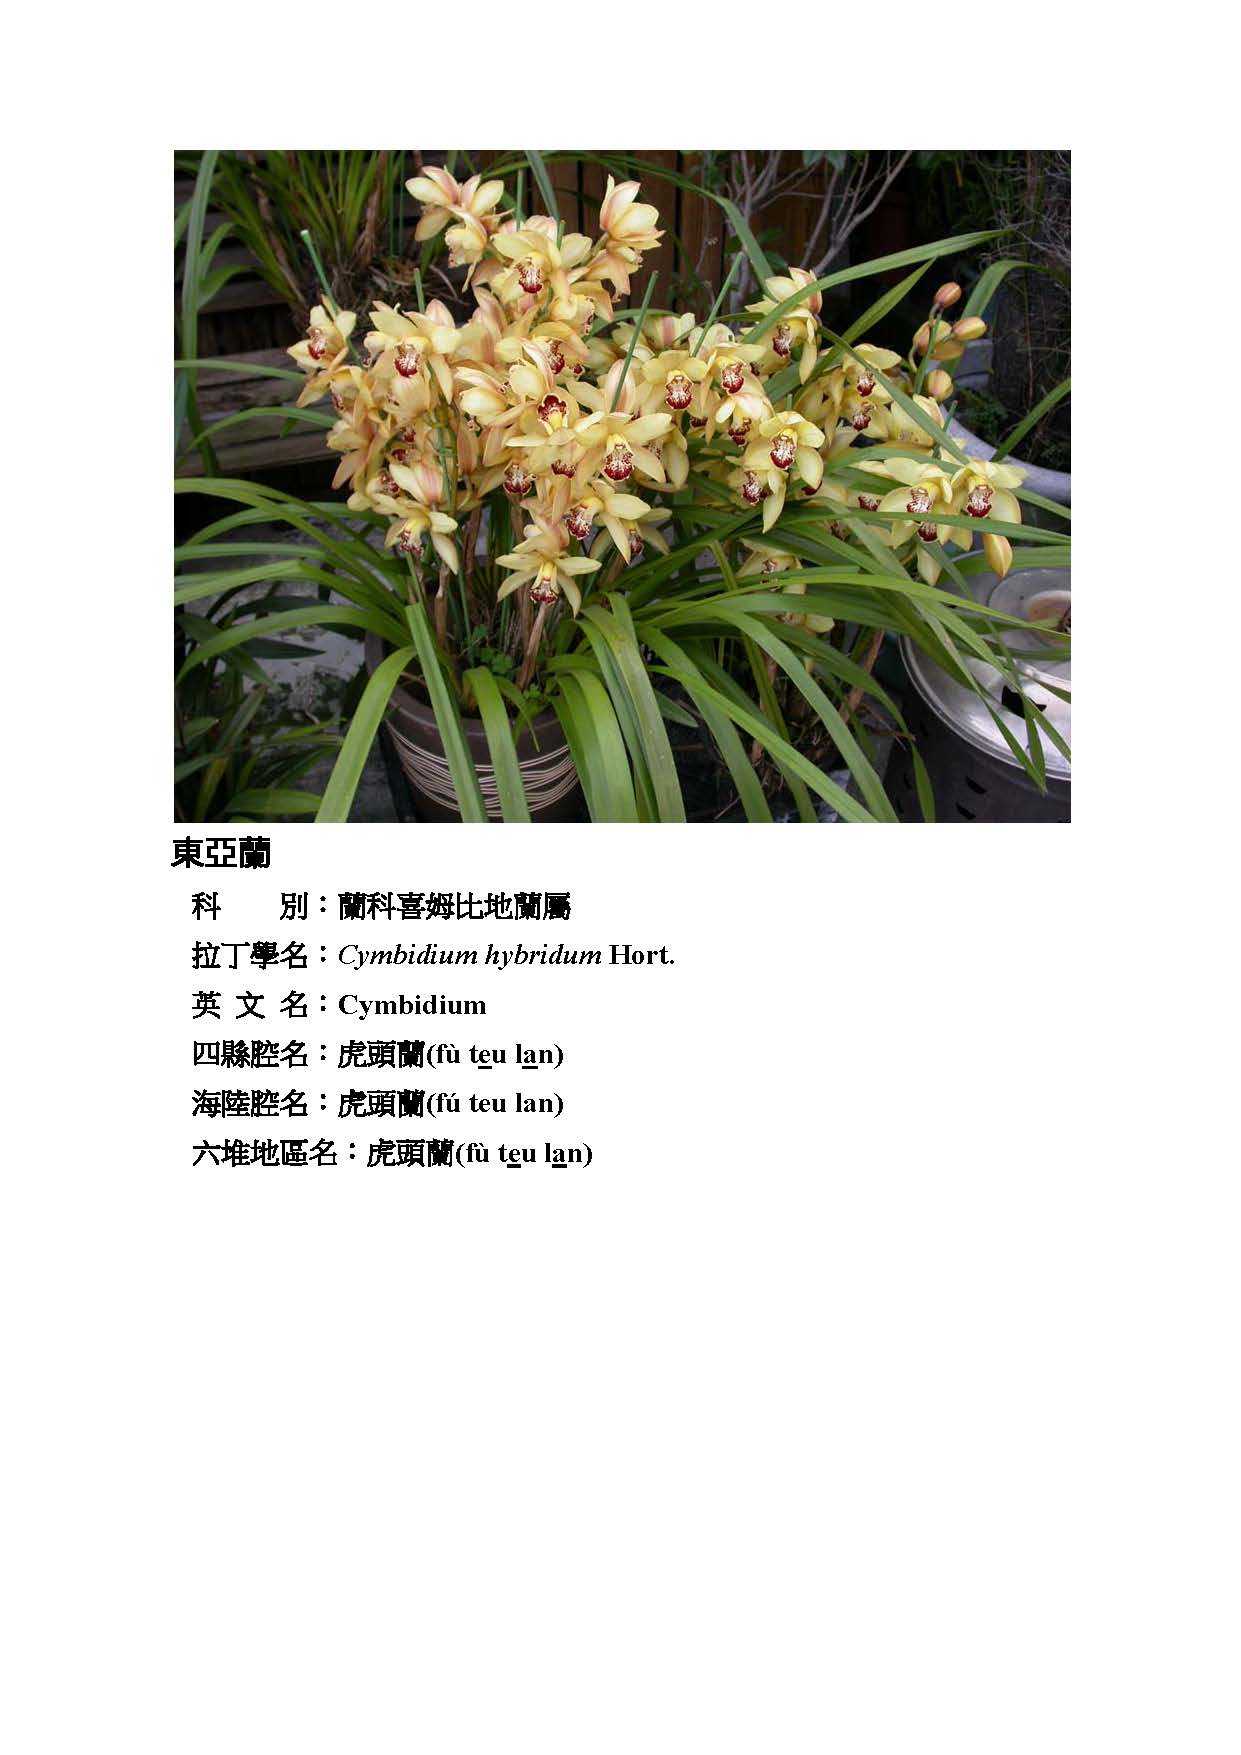 東亞蘭
科　　別：蘭科喜姆比地蘭屬
拉丁學名：Cymbidium hybridum Hort.
英 文 名：Cymbidium
四縣腔名：虎頭蘭(fù te̲u la̲n)
海陸腔名：虎頭蘭(fú teu lan)
六堆地區名：虎頭蘭(fù te̲u la̲n)